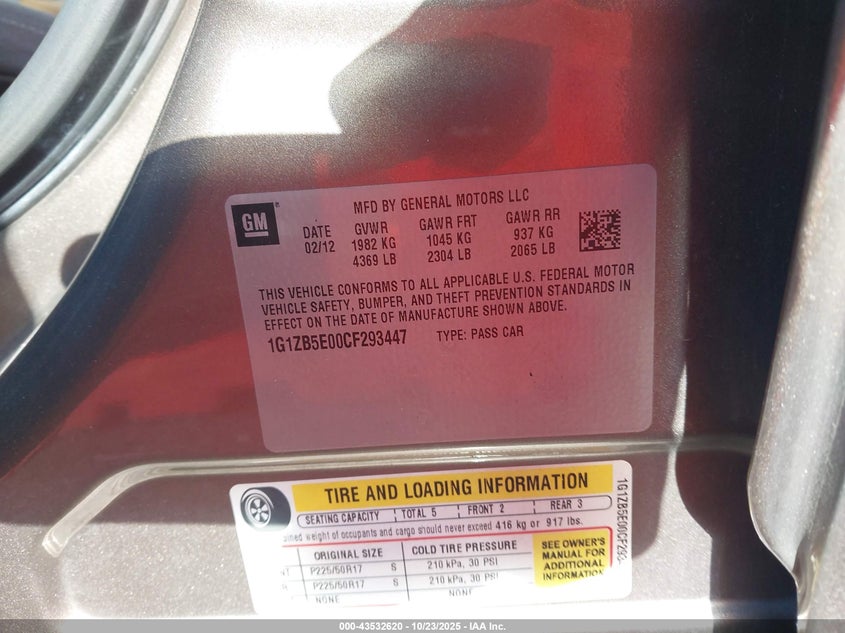 GM
MFD BY GENERAL MOTORS LLC
DATE GVWR GAWR FRT GAWR RR
02/12 1982 KG 1045 KG 937 KG
4369 LB 2304 LB 2065 LB
THIS VEHICLE CONFORMS TO ALL APPLICABLE U.S. FEDERAL MOTOR
VEHICLE SAFETY, BUMPER, AND THEFT PREVENTION STANDARDS IN
EFFECT ON THE DATE OF MANUFACTURE SHOWN ABOVE.
1G1ZB5E00CF293447 TYPE: PASS CAR
TIRE AND LOADING INFORMATION
SEATING CAPACITY TOTAL 5 FRONT 2 REAR 3
weight of occupants and cargo should never exceed 416 kg or 917 lbs.
ORIGINAL SIZE COLD TIRE PRESSURE
P225/50R17 S 210 kPa, 30 PSI
P225/50R17 S 210 kPa, 30 PSI
NONE NONE
SEE OWNER'S
MANUAL FOR
ADDITIONAL
INFORMATION
1G1ZB5E00CF293
000-43532620 - 10/23/2025 - IAA Inc.